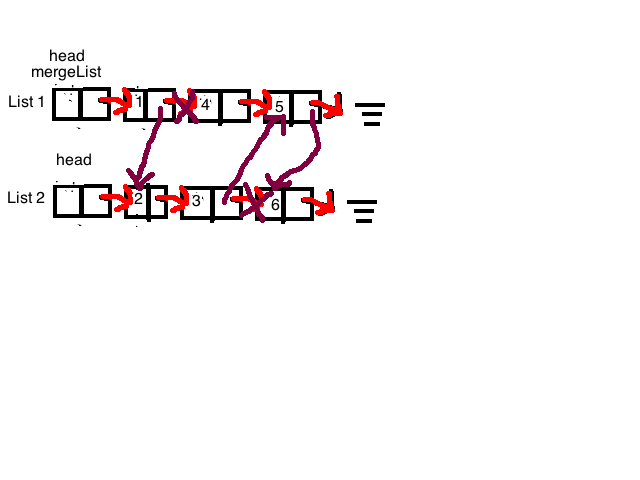 head
mergeList
List 1 1 4 5
head
List 2 2 3 6